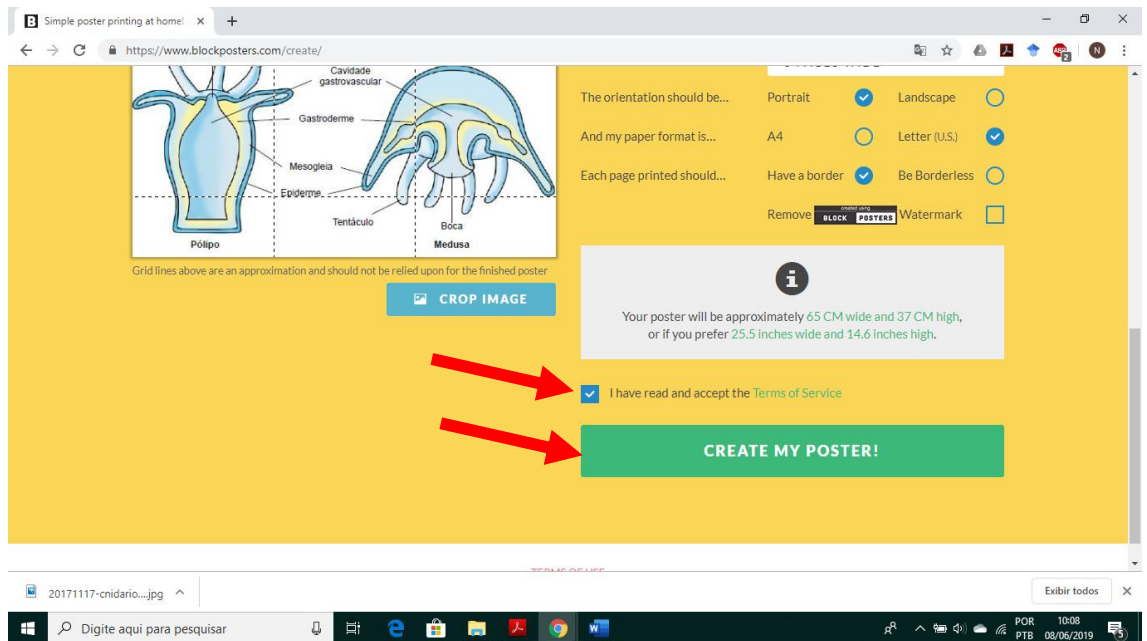 Simple poster printing at home!
https://www.blockposters.com/create/
ABP
2
N
Cavidade
gastrovascular
Gastroderme
Mesogleia
Epiderme
Tentáculo
Boca
Pólipo
Medusa
Grid lines above are an approximation and should not be relied upon for the finished poster
CROP IMAGE
The orientation should be... Portrait Landscape
And my paper format is... A4 Letter (U.S.)
Each page printed should... Have a border Be Borderless
Remove created using BLOCK POSTERS Watermark
Your poster will be approximately 65 CM wide and 37 CM high,
or if you prefer 25.5 inches wide and 14.6 inches high.
I have read and accept the Terms of Service
CREATE MY POSTER!
TERMS OF USE
20171117-cnidario....jpg
Exibir todos
Digite aqui para pesquisar
POR 10:08
PTB 08/06/2019
5